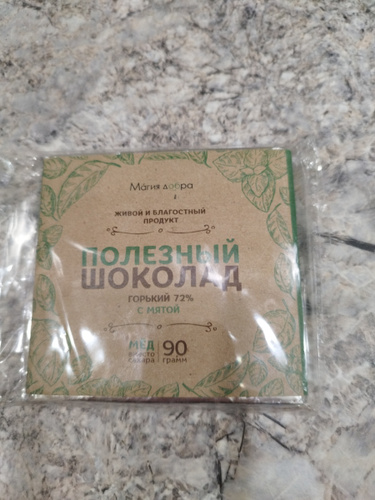 Магия добра
ЖИВОЙ И БЛАГОСТНЫЙ
ПРОДУКТ
ПОЛЕЗНЫЙ
ШОКОЛАД
ГОРЬКИЙ 72%
С МЯТОЙ
МЁД
ВМЕСТО
САХАРА
90
ГРАММ